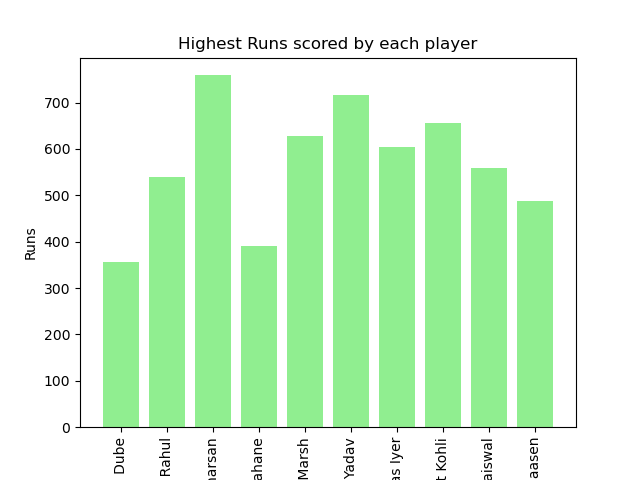 Highest Runs scored by each player
Runs
700
600
500
400
300
200
100
0
Dube
Rahul
arsan
ahane
Marsh
Yadav
as Iyer
t Kohli
aiswal
aasen